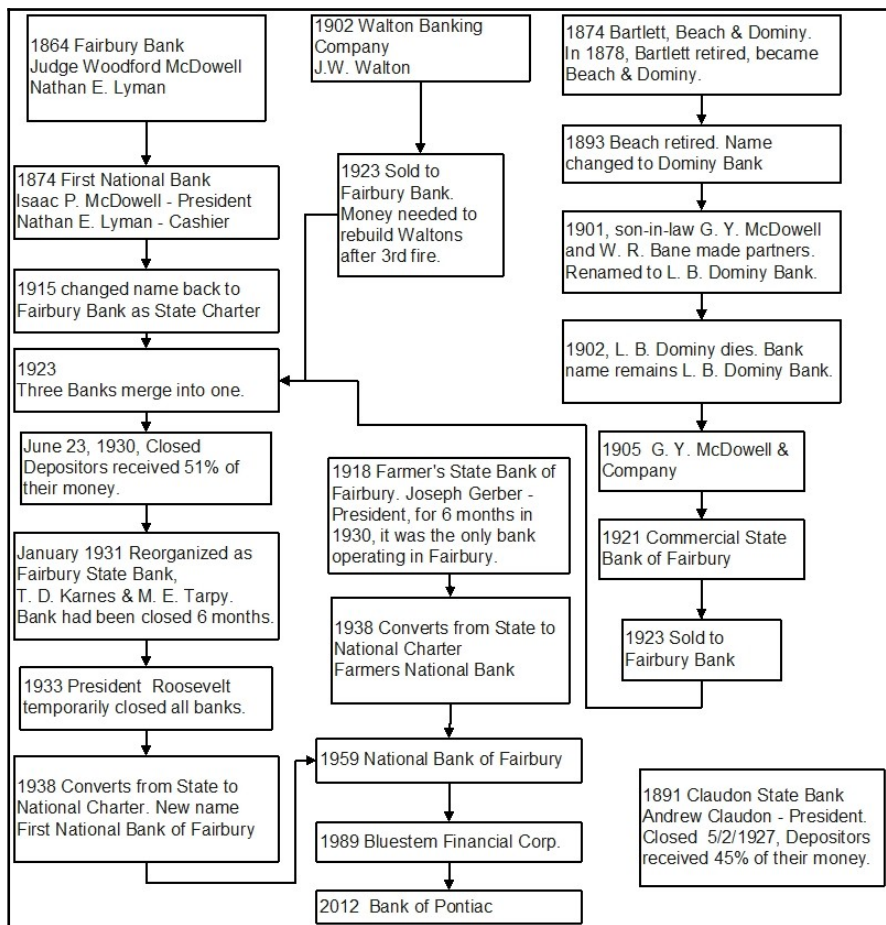 1864 Fairbury Bank
Judge Woodford McDowell
Nathan E. Lyman
1874 First National Bank
Isaac P. McDowell - President
Nathan E. Lyman - Cashier
1915 changed name back to
Fairbury Bank as State Charter
1923
Three Banks merge into one.
June 23, 1930, Closed
Depositors received 51% of
their money.
January 1931 Reorganized as
Fairbury State Bank,
T. D. Karnes & M. E. Tarpy.
Bank had been closed 6 months.
1933 President Roosevelt
temporarily closed all banks.
1938 Converts from State to
National Charter. New name
First National Bank of Fairbury
1902 Walton Banking
Company
J.W. Walton
1923 Sold to
Fairbury Bank.
Money needed to
rebuild Waltons
after 3rd fire.
1918 Farmer's State Bank of
Fairbury. Joseph Gerber -
President, for 6 months in
1930, it was the only bank
operating in Fairbury.
1938 Converts from State to
National Charter
Farmers National Bank
1959 National Bank of Fairbury
1989 Bluestem Financial Corp.
2012 Bank of Pontiac
1874 Bartlett, Beach & Dominy.
In 1878, Bartlett retired, became
Beach & Dominy.
1893 Beach retired. Name
changed to Dominy Bank
1901, son-in-law G. Y. McDowell
and W. R. Bane made partners.
Renamed to L. B. Dominy Bank.
1902, L. B. Dominy dies. Bank
name remains L. B. Dominy Bank.
1905 G. Y. McDowell &
Company
1921 Commercial State
Bank of Fairbury
1923 Sold to
Fairbury Bank
1891 Claudon State Bank
Andrew Claudon - President.
Closed 5/2/1927, Depositors
received 45% of their money.